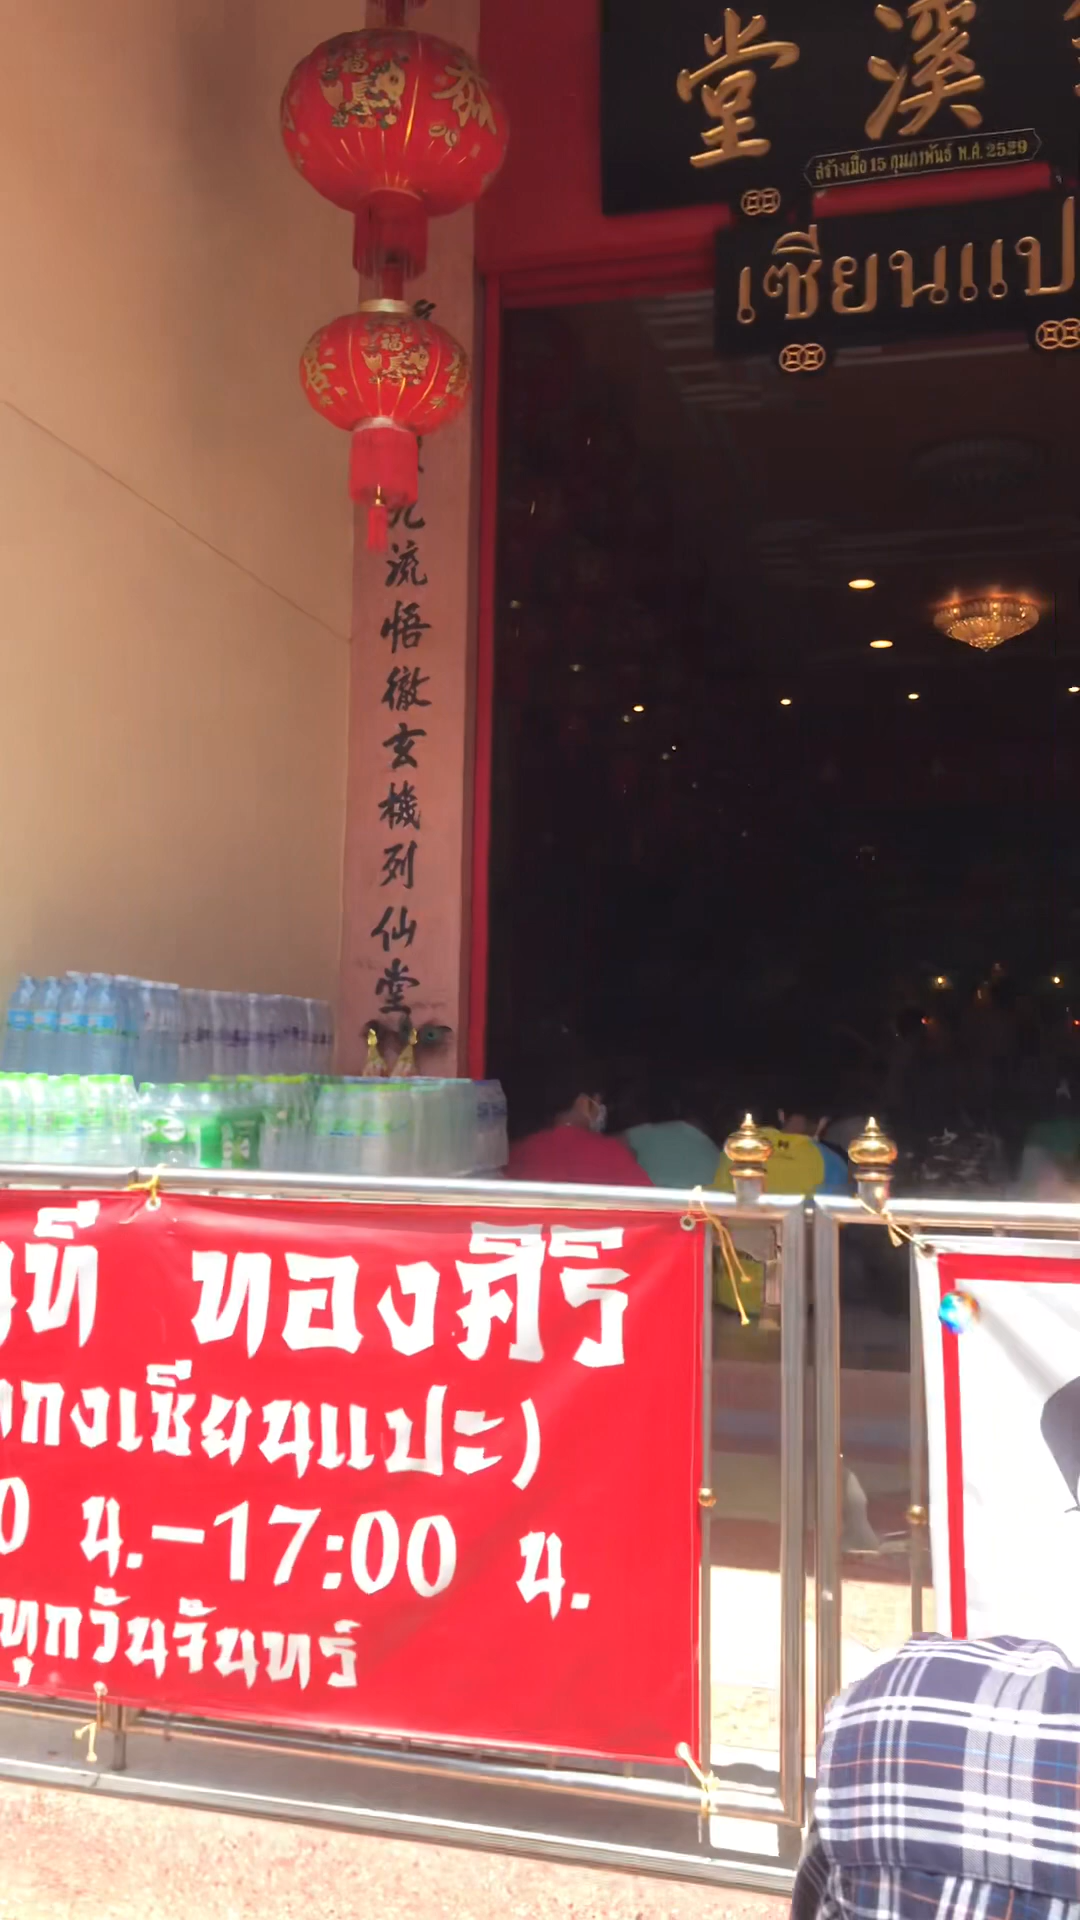 堂溪
สร้างเมื่อ 15 กุมภาพันธ์ พ.ศ. 2529
เซียนแป
福
福
流悟徹玄機列仙堂
ที ทองศิริ
กงเซียนแปะ)
0 น.-17:00 น.
ทุกวันจันทร์